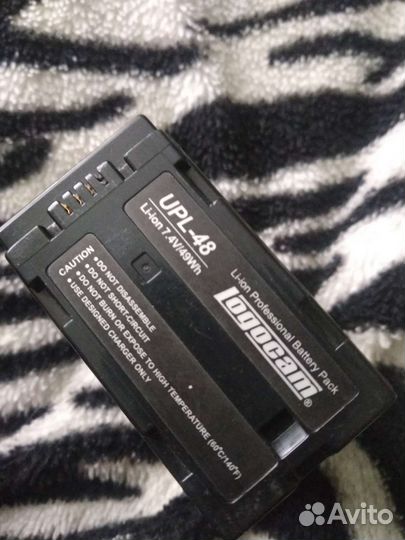 UPL-48
Li-ion 7.4V/49Wh
Li-ion Professional Battery Pack
Logocam®
CAUTION
• DO NOT DISASSEMBLE
• DO NOT SHORT-CIRCUIT
• DO NOT BURN OR EXPOSE TO HIGH TEMPERATURE (60°C/140°F)
• USE DESIGNED CHARGER ONLY
Avito